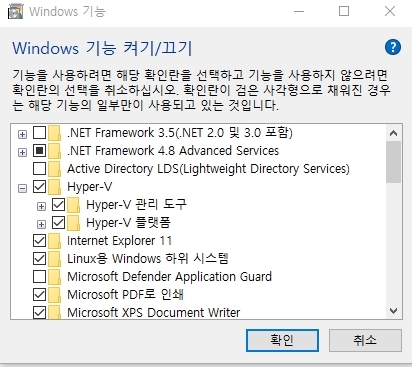 Windows 기능
Windows 기능 켜기/끄기
기능을 사용하려면 해당 확인란을 선택하고 기능을 사용하지 않으려면
확인란의 선택을 취소하십시오. 확인란이 검은 사각형으로 채워진 경우
는 해당 기능의 일부만이 사용되고 있는 것입니다.
.NET Framework 3.5(.NET 2.0 및 3.0 포함)
.NET Framework 4.8 Advanced Services
Active Directory LDS(Lightweight Directory Services)
Hyper-V
Hyper-V 관리 도구
Hyper-V 플랫폼
Internet Explorer 11
Linux용 Windows 하위 시스템
Microsoft Defender Application Guard
Microsoft PDF로 인쇄
Microsoft XPS Document Writer
확인 취소